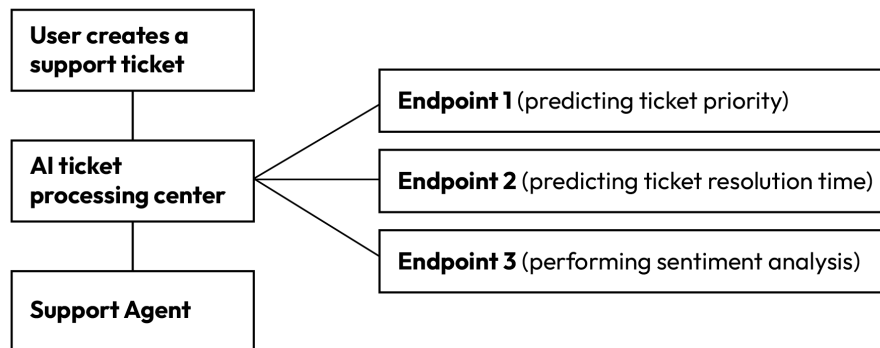 User creates a
support ticket
AI ticket
processing center
Support Agent
Endpoint 1 (predicting ticket priority)
Endpoint 2 (predicting ticket resolution time)
Endpoint 3 (performing sentiment analysis)